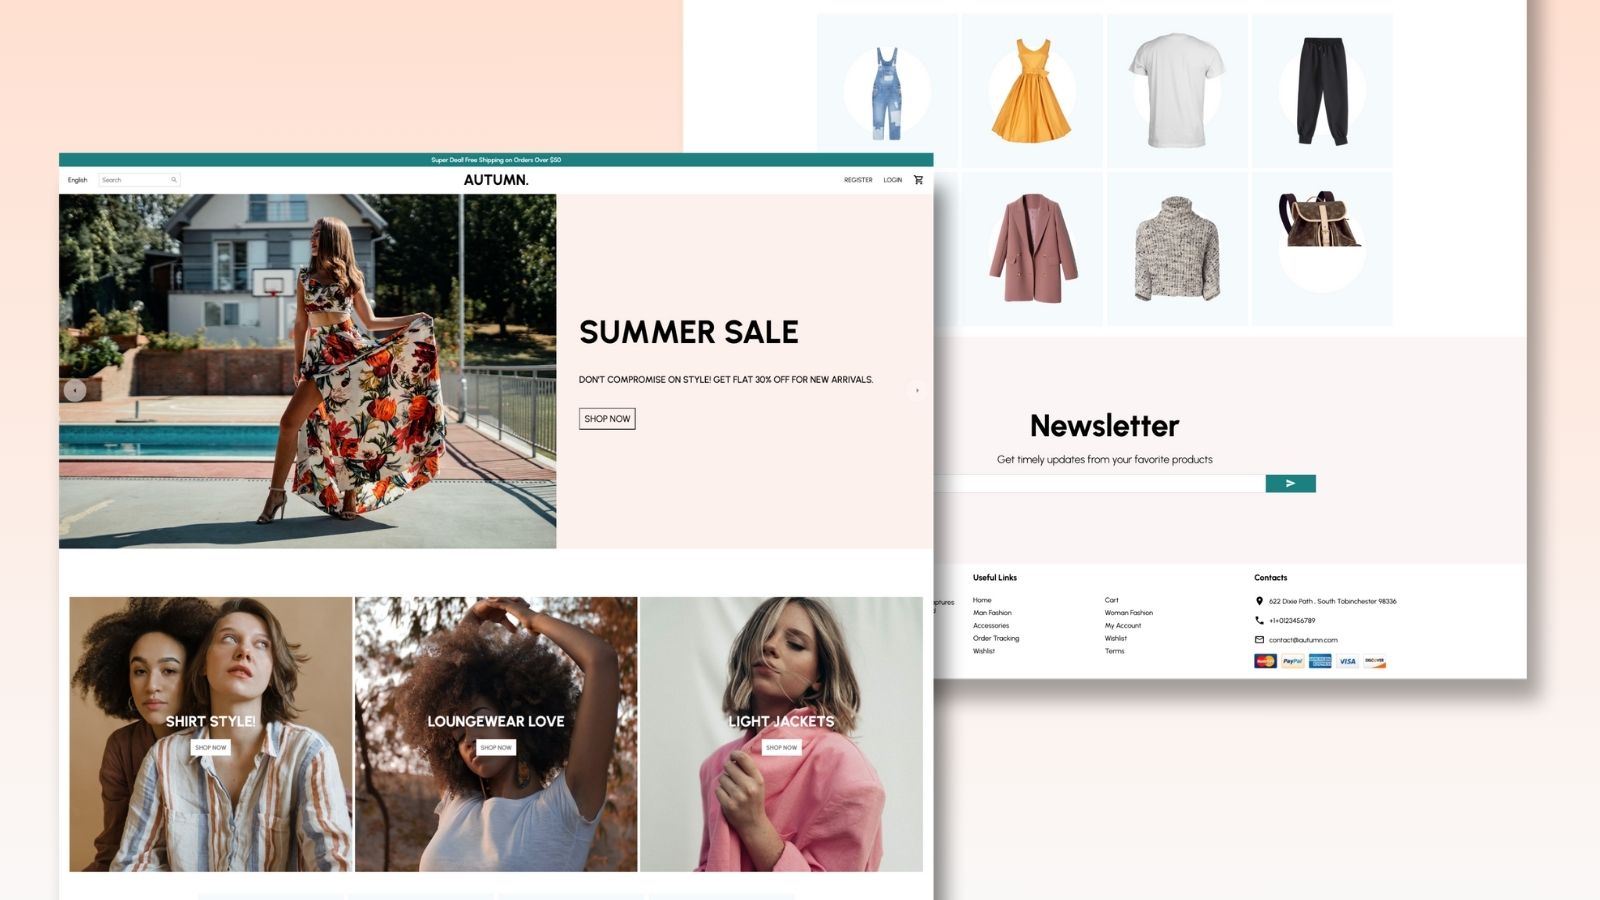 Super Deal! Free Shipping on Orders Over $50
English
Search
AUTUMN.
REGISTER
LOGIN
SUMMER SALE
DON'T COMPROMISE ON STYLE! GET FLAT 30% OFF FOR NEW ARRIVALS.
SHOP NOW
SHIRT STYLE!
SHOP NOW
LOUNGEWEAR LOVE
SHOP NOW
LIGHT JACKETS
SHOP NOW
Newsletter
Get timely updates from your favorite products
Useful Links
Home
Cart
Man Fashion
Woman Fashion
Accessories
My Account
Order Tracking
Wishlist
Wishlist
Terms
Contacts
622 Dixie Path , South Tobinchester 98336
+1+0123456789
contact@autumn.com
PayPal
VISA
DISCOVER